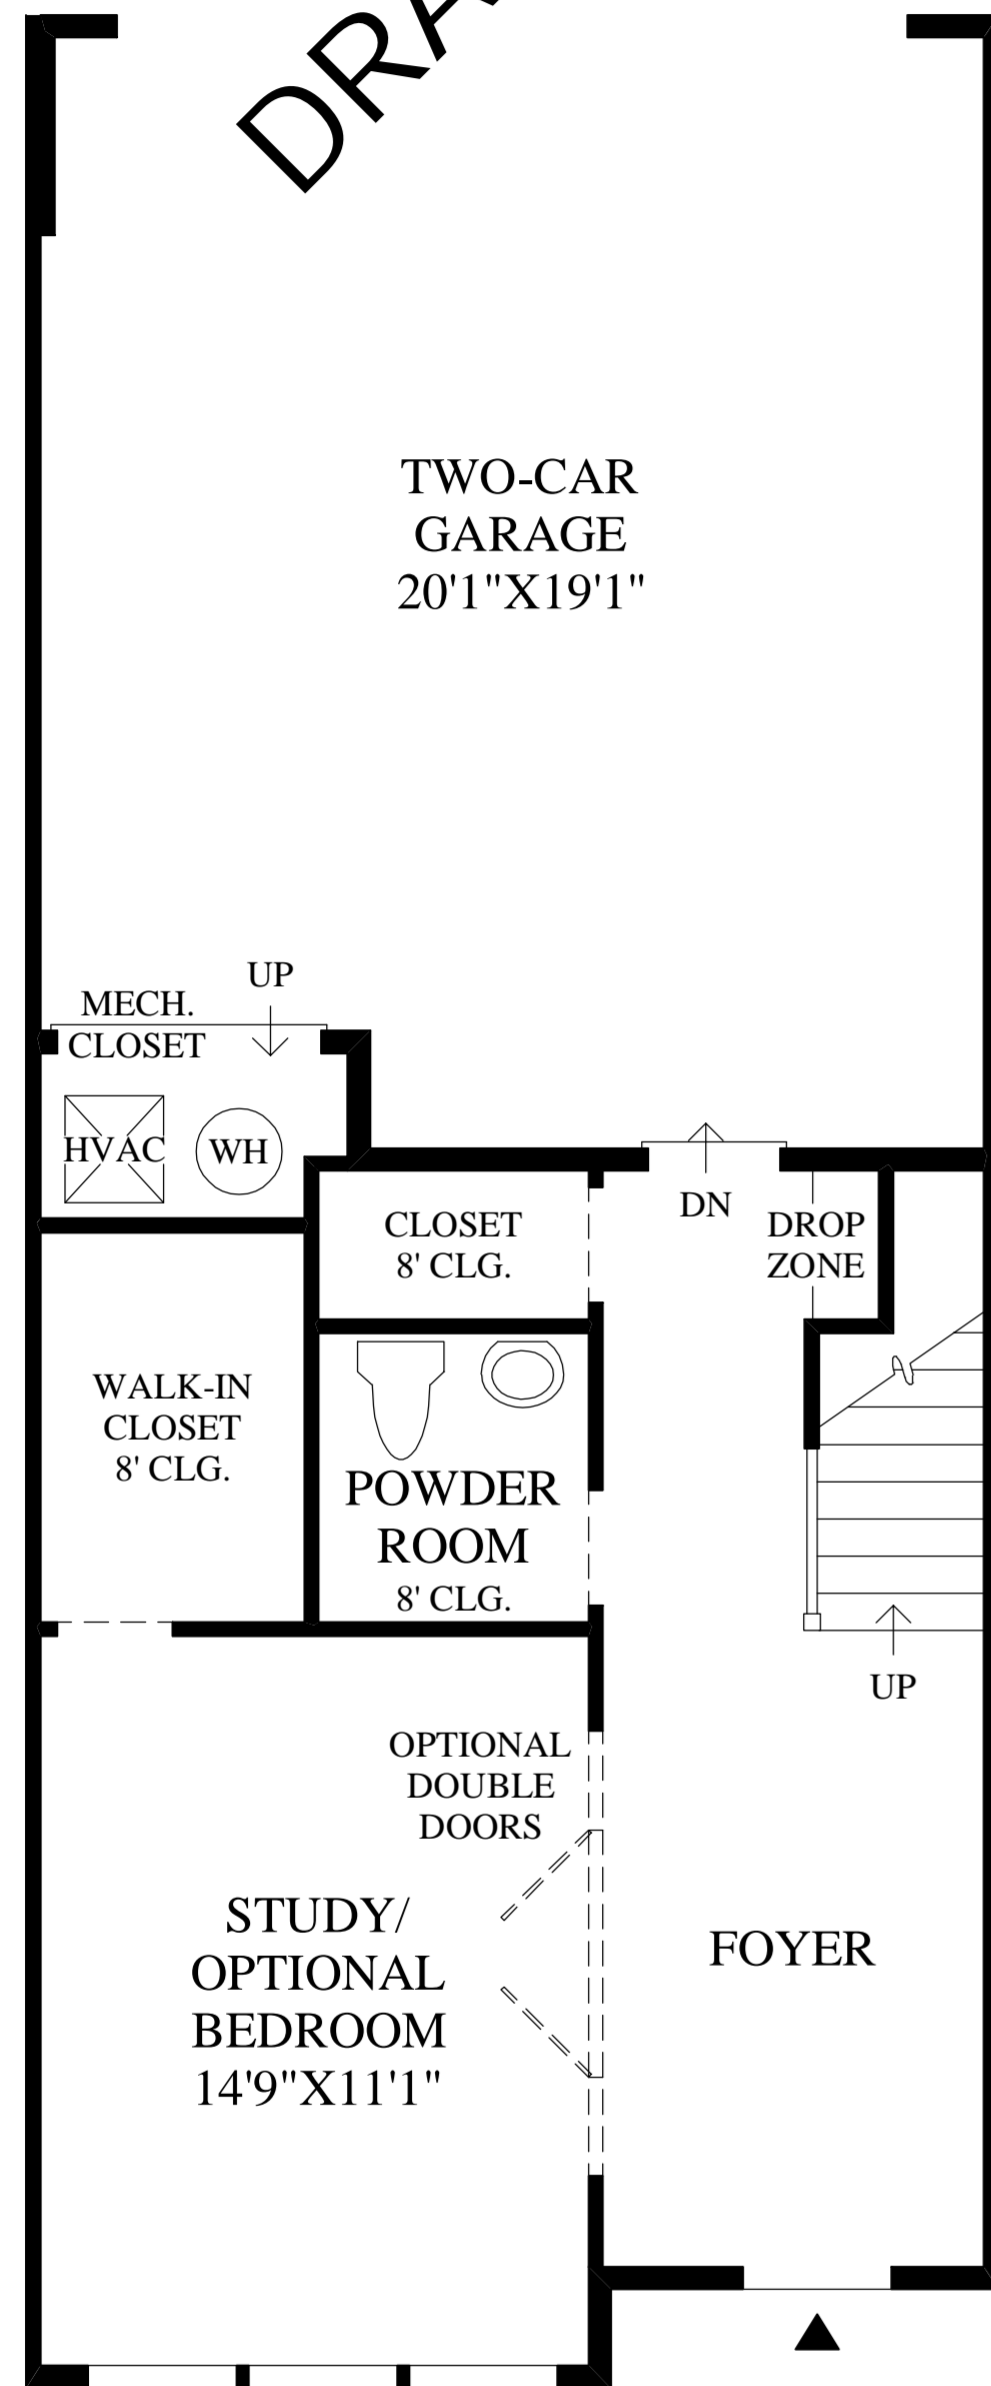 DRA
TWO-CAR
GARAGE
20'1"X19'1"
UP
MECH.
CLOSET
HVAC
WH
CLOSET
8' CLG.
DN
DROP
ZONE
WALK-IN
CLOSET
8' CLG.
POWDER
ROOM
8' CLG.
UP
OPTIONAL
DOUBLE
DOORS
STUDY/
OPTIONAL
BEDROOM
14'9"X11'1"
FOYER